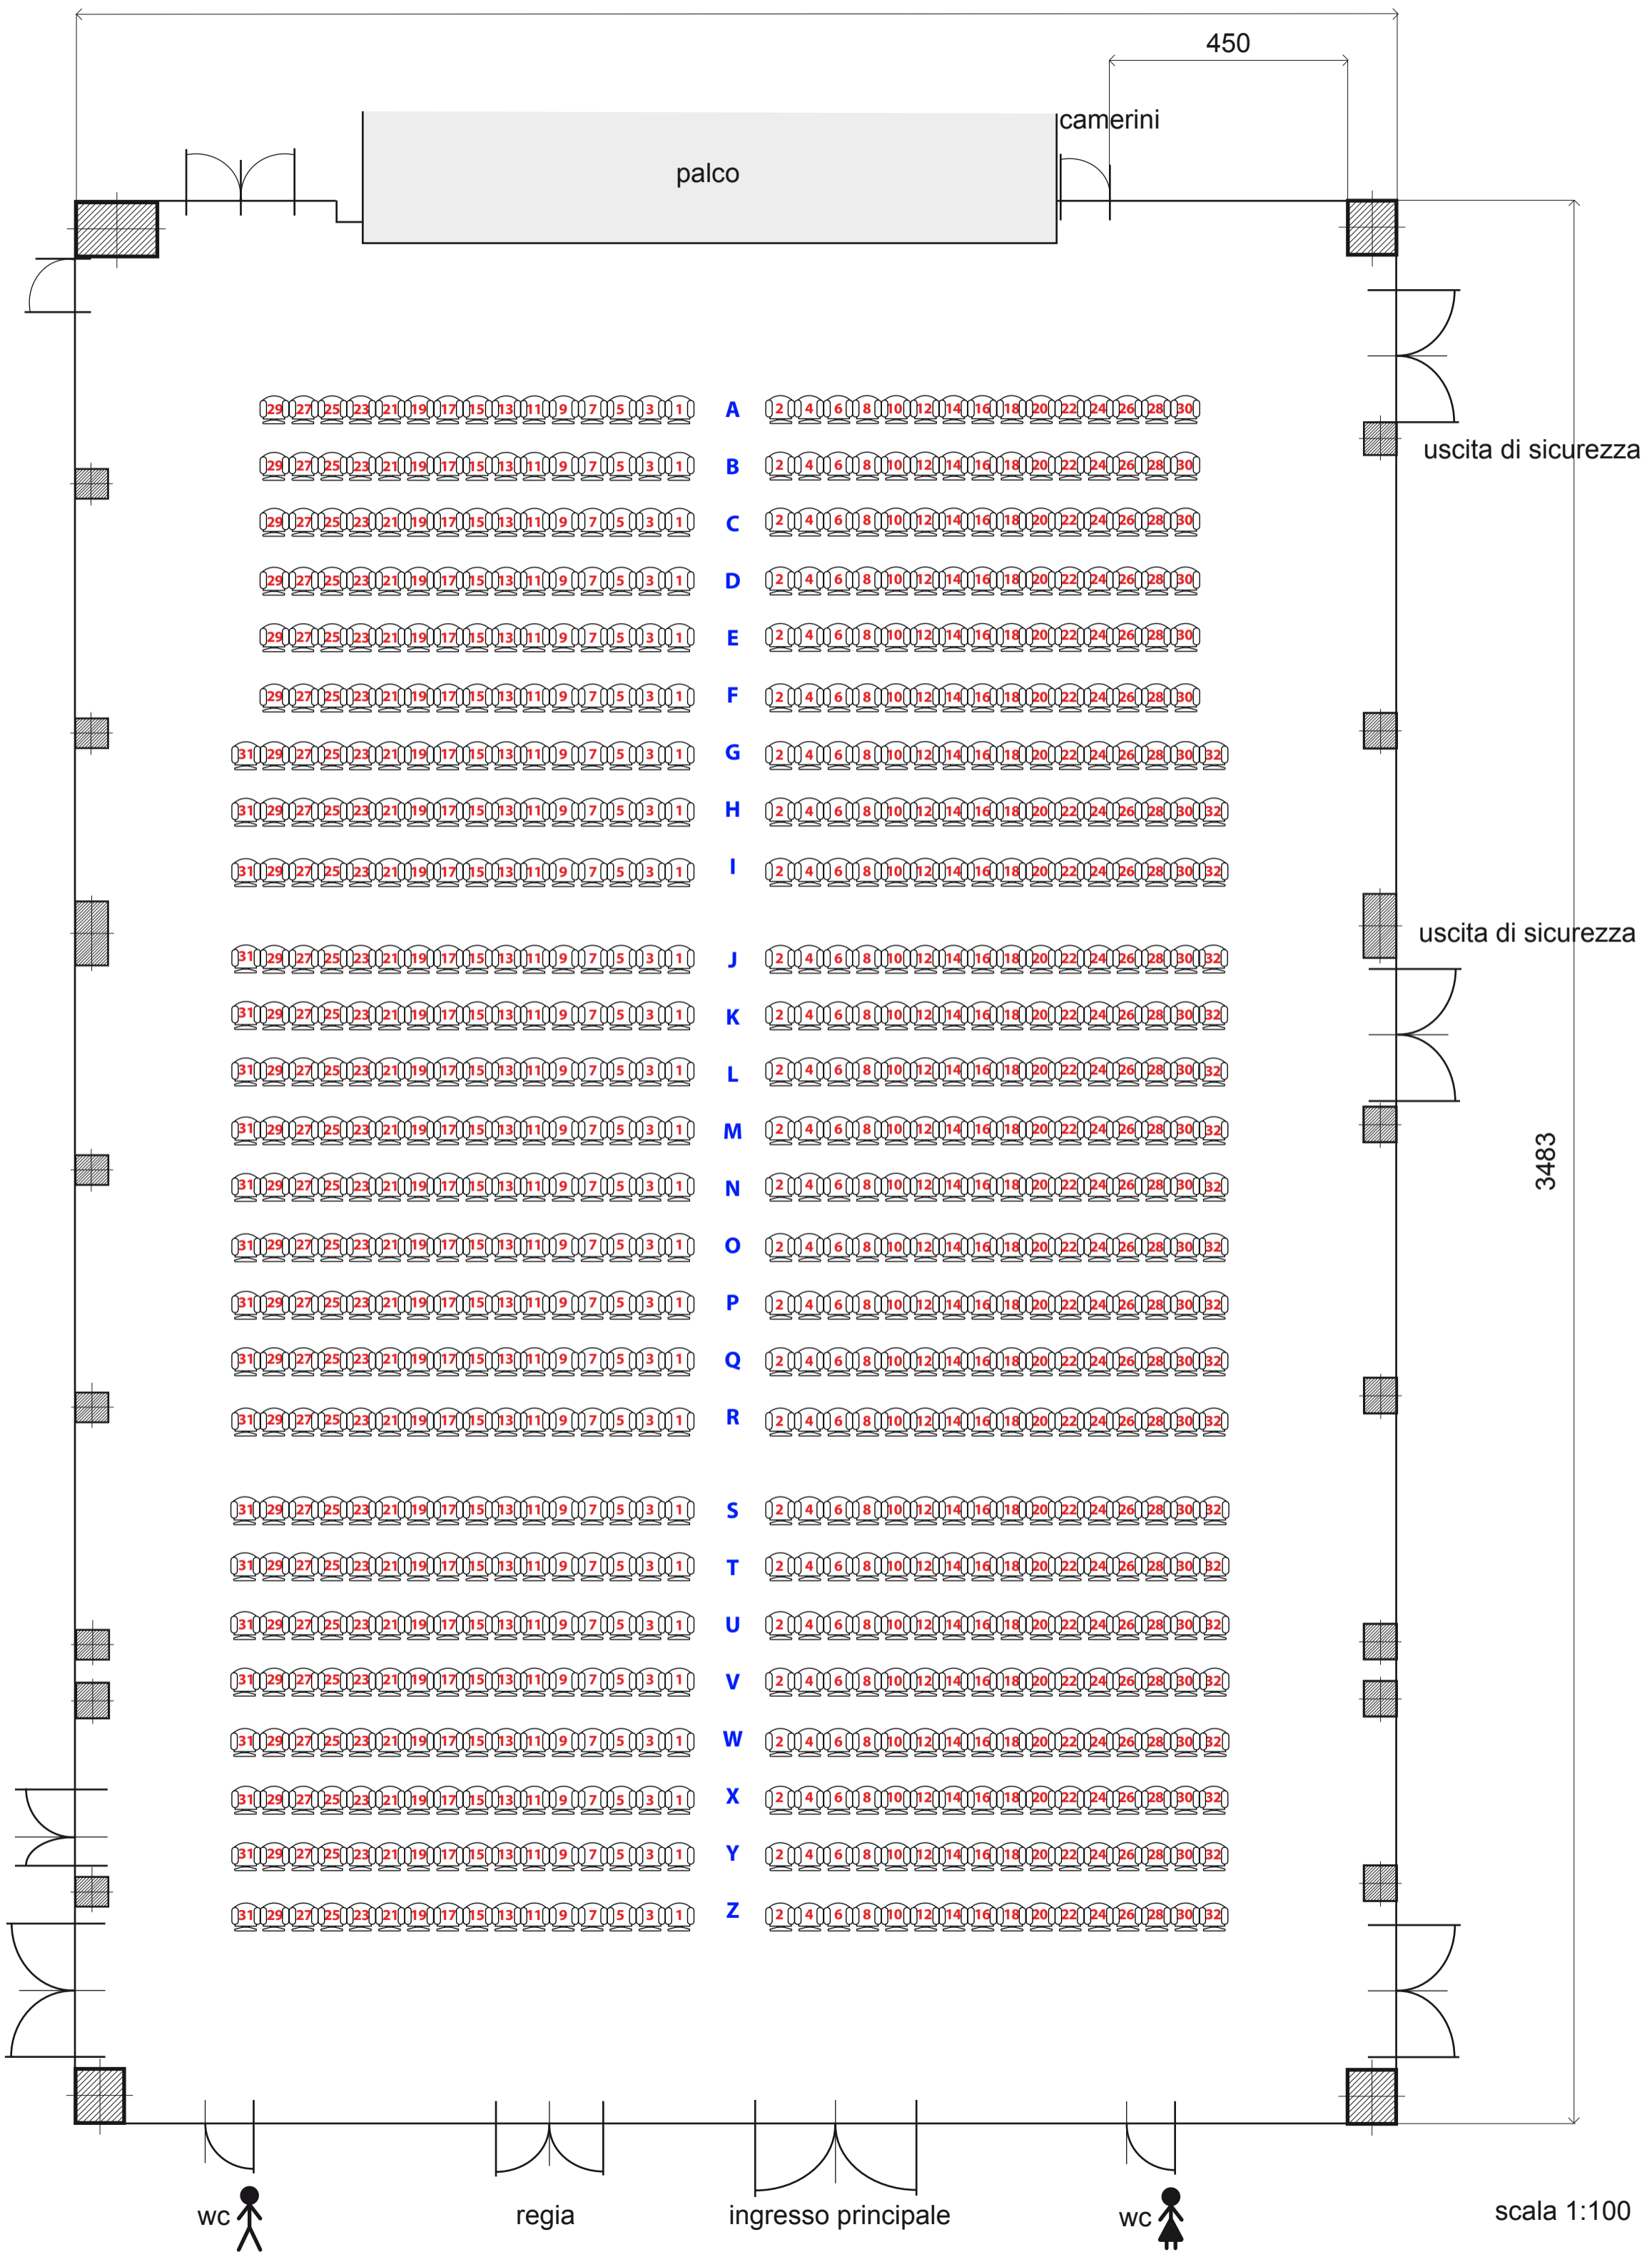 450
camerini
palco
29 27 25 23 21 19 17 15 13 11 9 7 5 3 1 A 2 4 6 8 10 12 14 16 18 20 22 24 26 28 30
uscita di sicurezza
29 27 25 23 21 19 17 15 13 11 9 7 5 3 1 B 2 4 6 8 10 12 14 16 18 20 22 24 26 28 30
29 27 25 23 21 19 17 15 13 11 9 7 5 3 1 C 2 4 6 8 10 12 14 16 18 20 22 24 26 28 30
29 27 25 23 21 19 17 15 13 11 9 7 5 3 1 D 2 4 6 8 10 12 14 16 18 20 22 24 26 28 30
29 27 25 23 21 19 17 15 13 11 9 7 5 3 1 E 2 4 6 8 10 12 14 16 18 20 22 24 26 28 30
29 27 25 23 21 19 17 15 13 11 9 7 5 3 1 F 2 4 6 8 10 12 14 16 18 20 22 24 26 28 30
31 29 27 25 23 21 19 17 15 13 11 9 7 5 3 1 G 2 4 6 8 10 12 14 16 18 20 22 24 26 28 30 32
31 29 27 25 23 21 19 17 15 13 11 9 7 5 3 1 H 2 4 6 8 10 12 14 16 18 20 22 24 26 28 30 32
31 29 27 25 23 21 19 17 15 13 11 9 7 5 3 1 I 2 4 6 8 10 12 14 16 18 20 22 24 26 28 30 32
uscita di sicurezza
31 29 27 25 23 21 19 17 15 13 11 9 7 5 3 1 J 2 4 6 8 10 12 14 16 18 20 22 24 26 28 30 32
31 29 27 25 23 21 19 17 15 13 11 9 7 5 3 1 K 2 4 6 8 10 12 14 16 18 20 22 24 26 28 30 32
31 29 27 25 23 21 19 17 15 13 11 9 7 5 3 1 L 2 4 6 8 10 12 14 16 18 20 22 24 26 28 30 32
31 29 27 25 23 21 19 17 15 13 11 9 7 5 3 1 M 2 4 6 8 10 12 14 16 18 20 22 24 26 28 30 32
3483
31 29 27 25 23 21 19 17 15 13 11 9 7 5 3 1 N 2 4 6 8 10 12 14 16 18 20 22 24 26 28 30 32
31 29 27 25 23 21 19 17 15 13 11 9 7 5 3 1 O 2 4 6 8 10 12 14 16 18 20 22 24 26 28 30 32
31 29 27 25 23 21 19 17 15 13 11 9 7 5 3 1 P 2 4 6 8 10 12 14 16 18 20 22 24 26 28 30 32
31 29 27 25 23 21 19 17 15 13 11 9 7 5 3 1 Q 2 4 6 8 10 12 14 16 18 20 22 24 26 28 30 32
31 29 27 25 23 21 19 17 15 13 11 9 7 5 3 1 R 2 4 6 8 10 12 14 16 18 20 22 24 26 28 30 32
31 29 27 25 23 21 19 17 15 13 11 9 7 5 3 1 S 2 4 6 8 10 12 14 16 18 20 22 24 26 28 30 32
31 29 27 25 23 21 19 17 15 13 11 9 7 5 3 1 T 2 4 6 8 10 12 14 16 18 20 22 24 26 28 30 32
31 29 27 25 23 21 19 17 15 13 11 9 7 5 3 1 U 2 4 6 8 10 12 14 16 18 20 22 24 26 28 30 32
31 29 27 25 23 21 19 17 15 13 11 9 7 5 3 1 V 2 4 6 8 10 12 14 16 18 20 22 24 26 28 30 32
31 29 27 25 23 21 19 17 15 13 11 9 7 5 3 1 W 2 4 6 8 10 12 14 16 18 20 22 24 26 28 30 32
31 29 27 25 23 21 19 17 15 13 11 9 7 5 3 1 X 2 4 6 8 10 12 14 16 18 20 22 24 26 28 30 32
31 29 27 25 23 21 19 17 15 13 11 9 7 5 3 1 Y 2 4 6 8 10 12 14 16 18 20 22 24 26 28 30 32
31 29 27 25 23 21 19 17 15 13 11 9 7 5 3 1 Z 2 4 6 8 10 12 14 16 18 20 22 24 26 28 30 32
wc
regia
ingresso principale
wc
scala 1:100